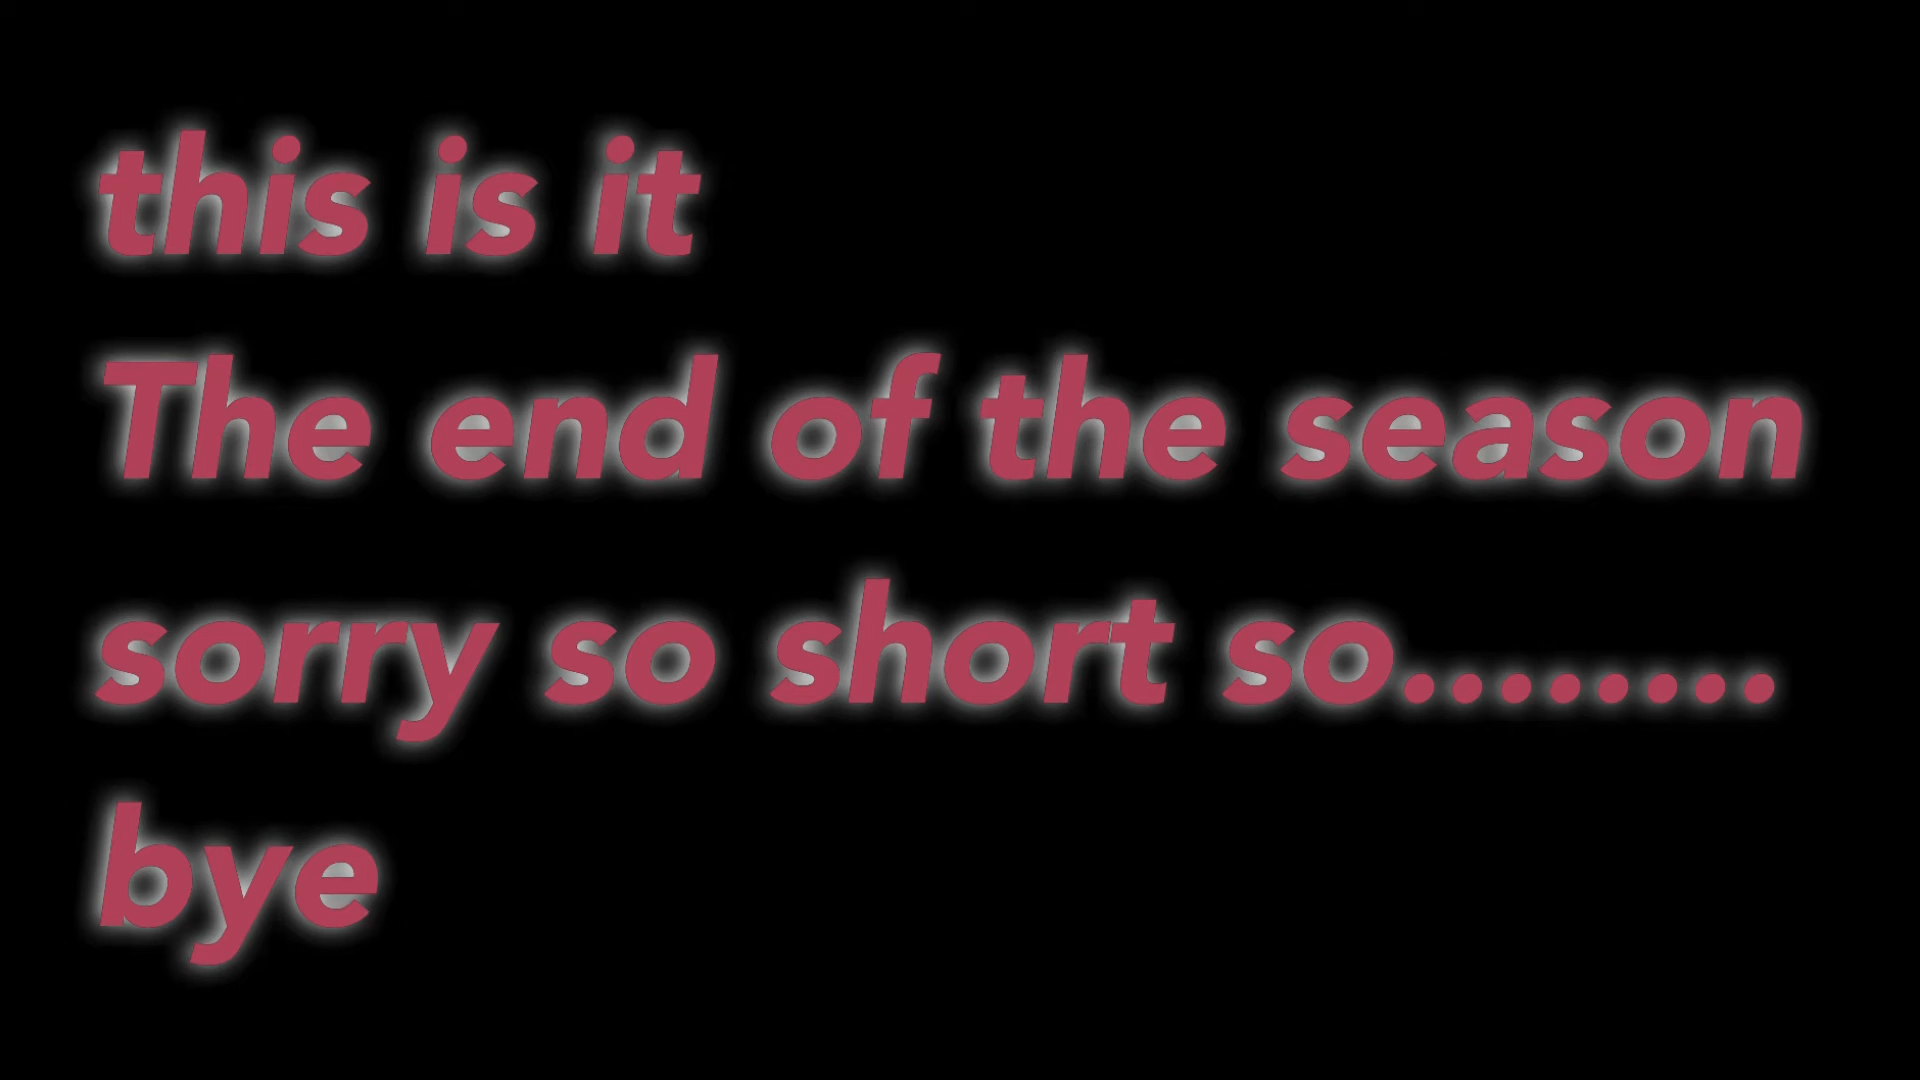 this is it
The end of the season
sorry so short so........
bye